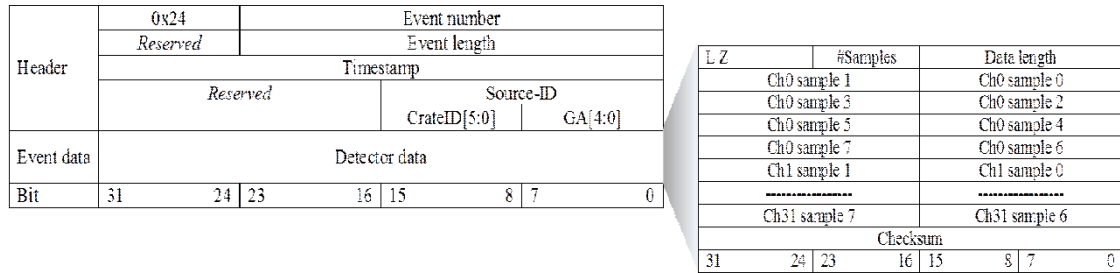 0x24 Event number
Reserved Event length
Header Timestamp
Reserved Source-ID
CrateID[5:0] GA[4:0]
Event data Detector data
Bit 31 24 23 16 15 8 7 0
L Z #Samples Data length
Ch0 sample 1 Ch0 sample 0
Ch0 sample 3 Ch0 sample 2
Ch0 sample 5 Ch0 sample 4
Ch0 sample 7 Ch0 sample 6
Ch1 sample 1 Ch1 sample 0
----------------- -----------------
Ch31 sample 7 Ch31 sample 6
Checksum
31 24 23 16 15 8 7 0